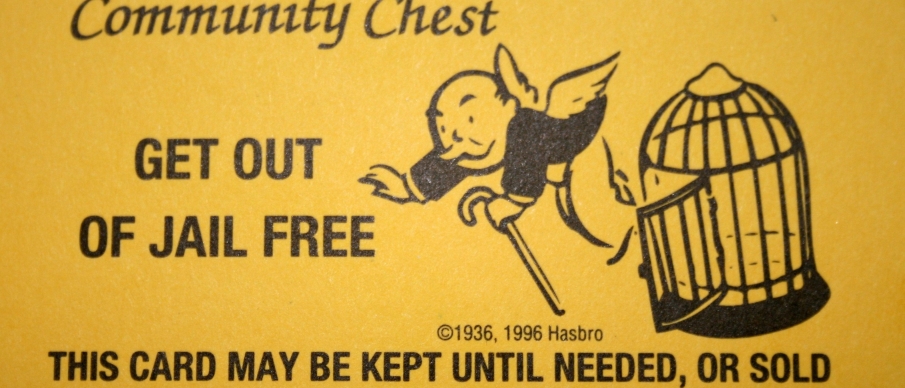 Community Chest
GET OUT
OF JAIL FREE
©1936, 1996 Hasbro
THIS CARD MAY BE KEPT UNTIL NEEDED, OR SOLD